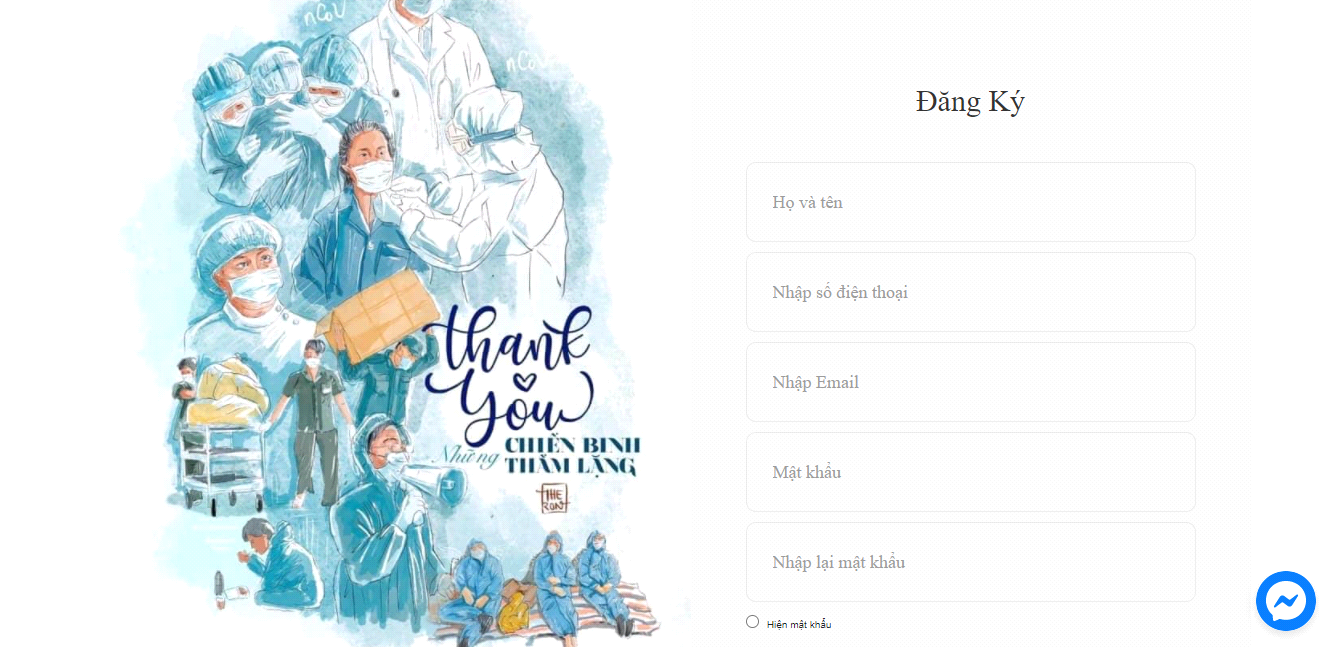 nCoV
nCoV
thank
you
Những
CHIẾN BINH
THẦM LẶNG
THE
RON
Đăng Ký
Họ và tên
Nhập số điện thoại
Nhập Email
Mật khẩu
Nhập lại mật khẩu
Hiện mật khẩu